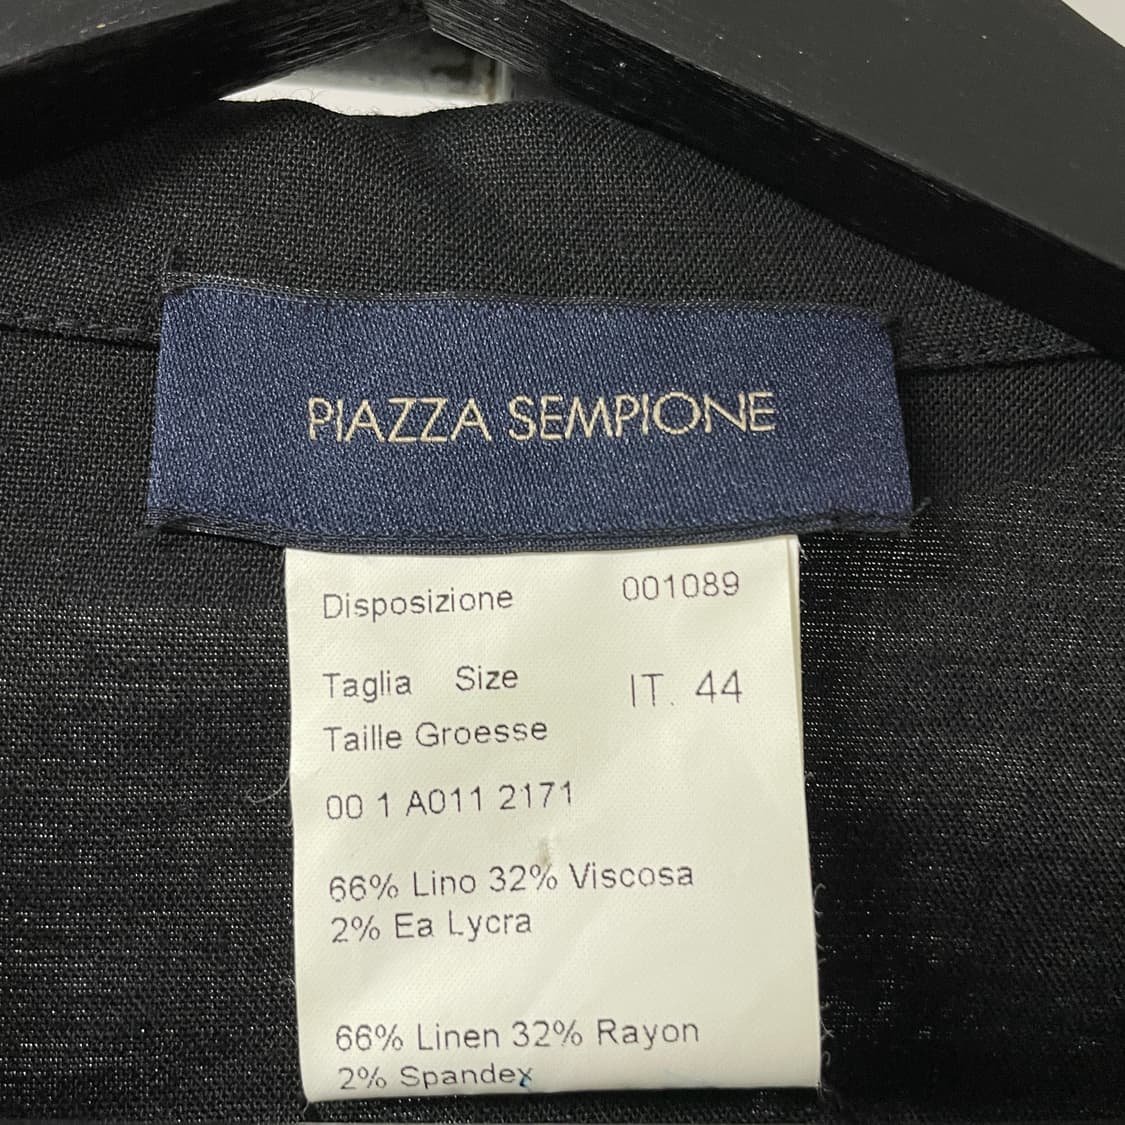 PIAZZA SEMPIONE
Disposizione 001089
Taglia Size IT. 44
Taille Groesse
00 1 A011 2171
66% Lino 32% Viscosa
2% Ea Lycra
66% Linen 32% Rayon
2% Spandex